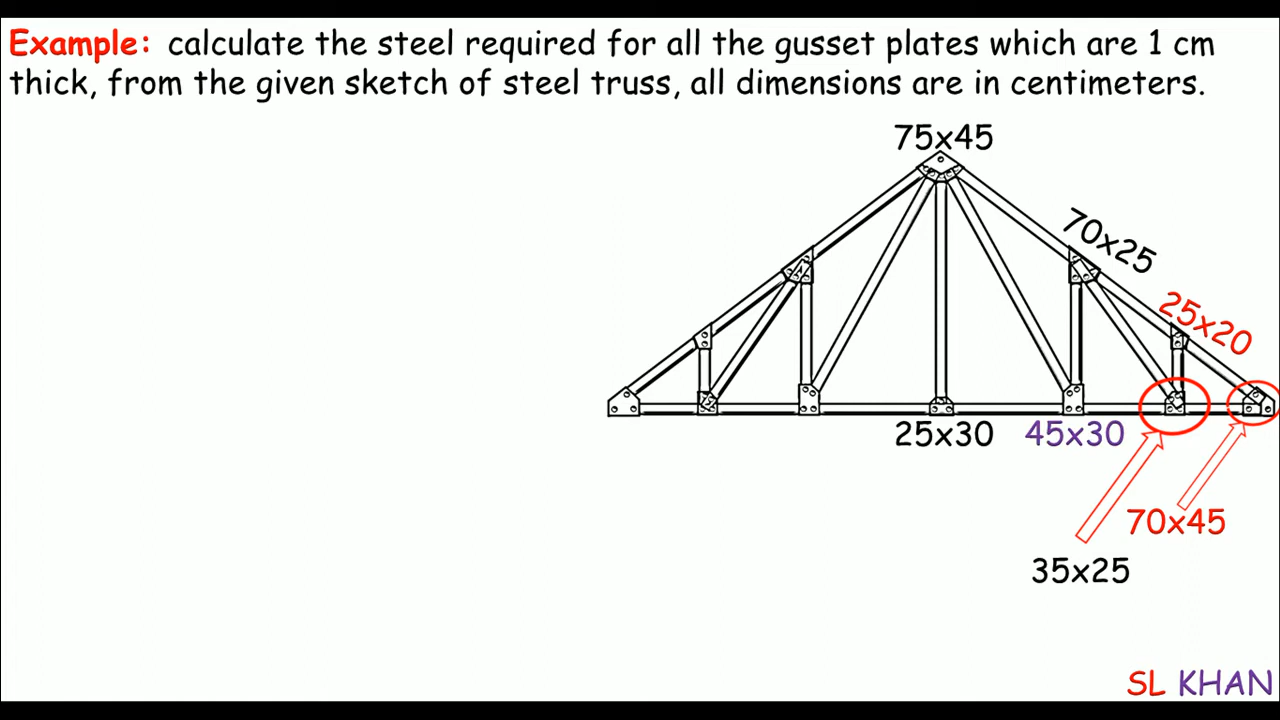 Example: calculate the steel required for all the gusset plates which are 1 cm
thick, from the given sketch of steel truss, all dimensions are in centimeters.
75x45
70x25
25x20
25x30
45x30
70x45
35x25
SL KHAN